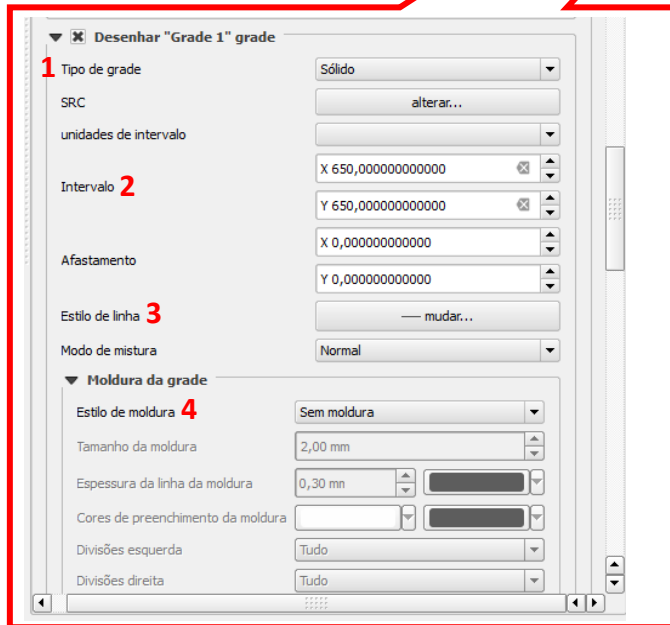 Desenhar "Grade 1" grade
1 Tipo de grade Sólido
SRC alterar...
unidades de intervalo
X 650,000000000000
Intervalo 2
Y 650,000000000000
X 0,000000000000
Afastamento
Y 0,000000000000
Estilo de linha 3 mudar...
Modo de mistura Normal
Moldura da grade
Estilo de moldura 4 Sem moldura
Tamanho da moldura 2,00 mm
Espessura da linha da moldura 0,30 mn
Cores de preenchimento da moldura
Divisões esquerda Tudo
Divisões direita Tudo